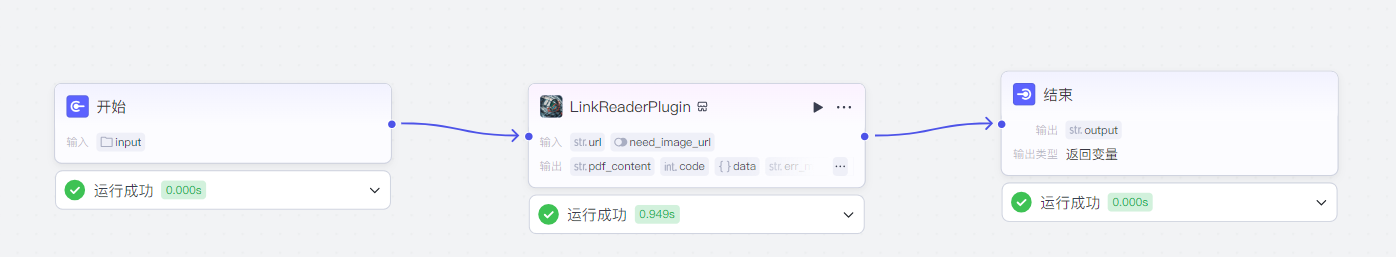 开始
输入 input
运行成功 0.000s
LinkReaderPlugin
输入 str.url need_image_url
输出 str.pdf_content int.code {}data str.err_ ...
运行成功 0.949s
结束
输出 str.output
输出类型 返回变量
运行成功 0.000s